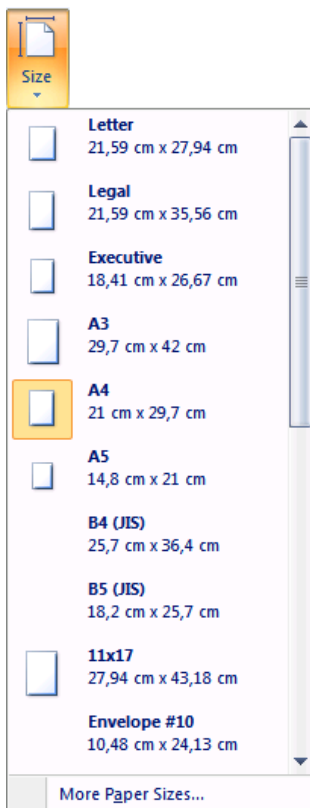 Size
Letter
21,59 cm x 27,94 cm
Legal
21,59 cm x 35,56 cm
Executive
18,41 cm x 26,67 cm
A3
29,7 cm x 42 cm
A4
21 cm x 29,7 cm
A5
14,8 cm x 21 cm
B4 (JIS)
25,7 cm x 36,4 cm
B5 (JIS)
18,2 cm x 25,7 cm
11x17
27,94 cm x 43,18 cm
Envelope #10
10,48 cm x 24,13 cm
More Paper Sizes...